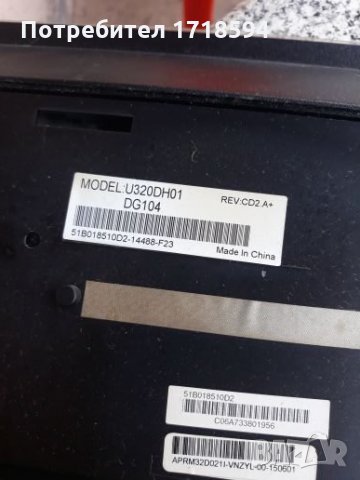 Потребител 1718594
MODEL:U320DH01
REV:CD2.A+
DG104
51B018510D2-14488-F23
Made In China
51B018510D2
C06A733801956
APRM32D021I-VNZYL-00-150601
BAZAR